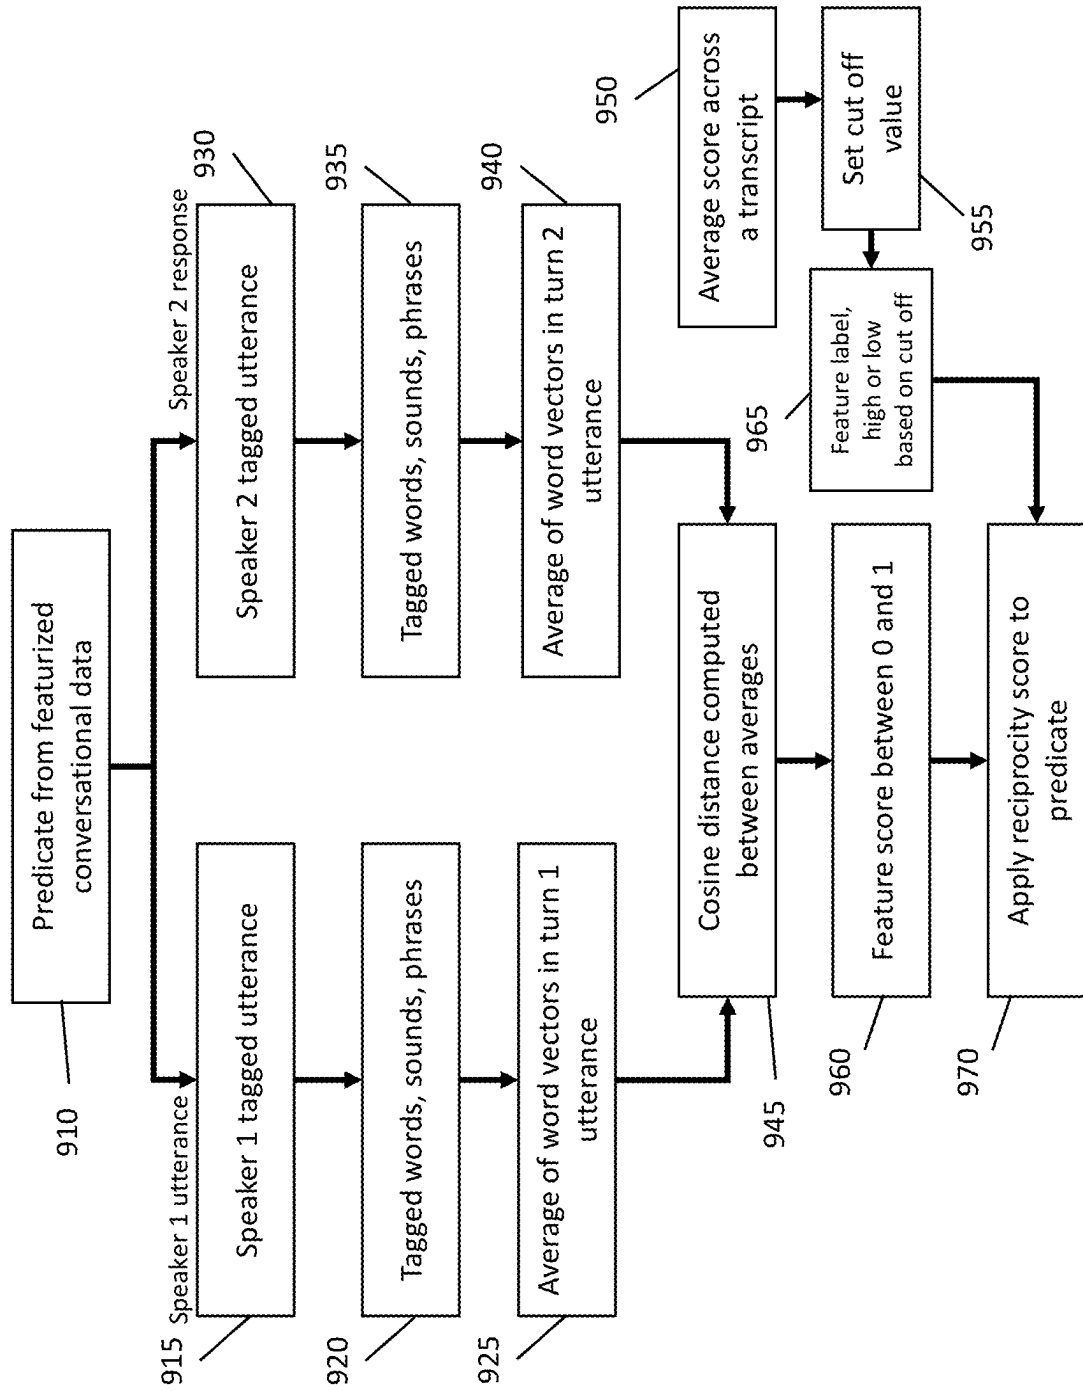 910
Predicate from featurized
conversational data
Speaker 1 utterance
Speaker 2 response
915
Speaker 1 tagged utterance
Speaker 2 tagged utterance
930
920
Tagged words, sounds, phrases
Tagged words, sounds, phrases
935
925
Average of word vectors in turn 1
utterance
Average of word vectors in turn 2
utterance
940
945
Cosine distance computed
between averages
Average score across
a transcript
950
960
Feature score between 0 and 1
965
Feature label,
high or low
based on cut off
Set cut off
value
955
970
Apply reciprocity score to
predicate